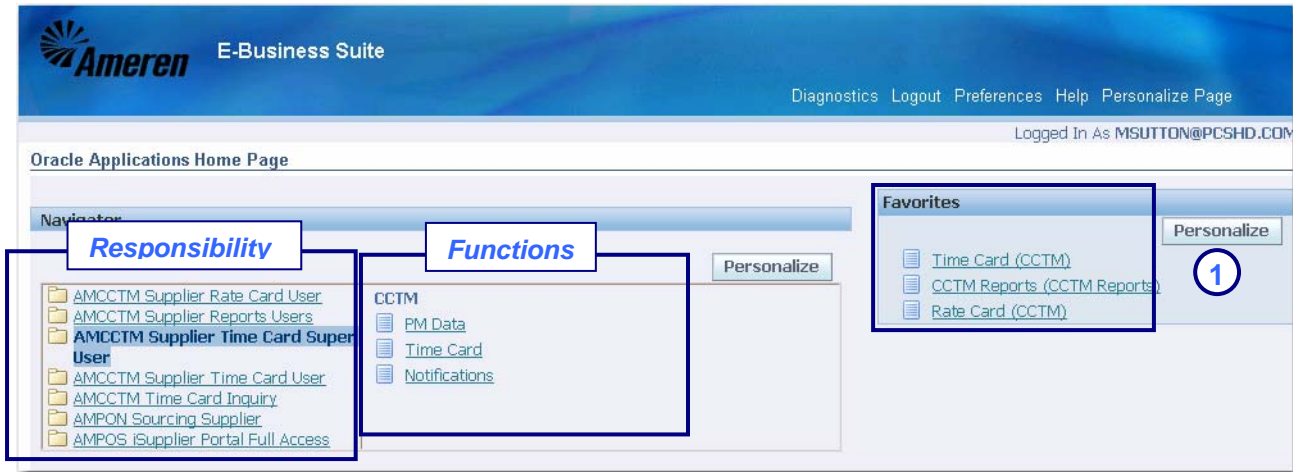 Ameren E-Business Suite
Diagnostics Logout Preferences Help Personalize Page
Logged In As MSUTTON@PCSHD.COM
Oracle Applications Home Page
Navigator
Responsibility
Functions
Personalize
AMCCTM Supplier Rate Card User
AMCCTM Supplier Reports Users
AMCCTM Supplier Time Card Super
User
AMCCTM Supplier Time Card User
AMCCTM Time Card Inquiry
AMPON Sourcing Supplier
AMPOS iSupplier Portal Full Access
CCTM
PM Data
Time Card
Notifications
Favorites
Personalize
Time Card (CCTM)
CCTM Reports (CCTM Reports)
Rate Card (CCTM)
1